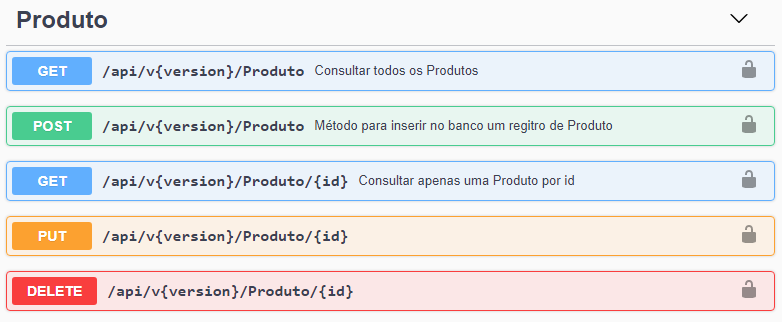 Produto
GET /api/v{version}/Produto Consultar todos os Produtos
POST /api/v{version}/Produto Método para inserir no banco um regitro de Produto
GET /api/v{version}/Produto/{id} Consultar apenas uma Produto por id
PUT /api/v{version}/Produto/{id}
DELETE /api/v{version}/Produto/{id}